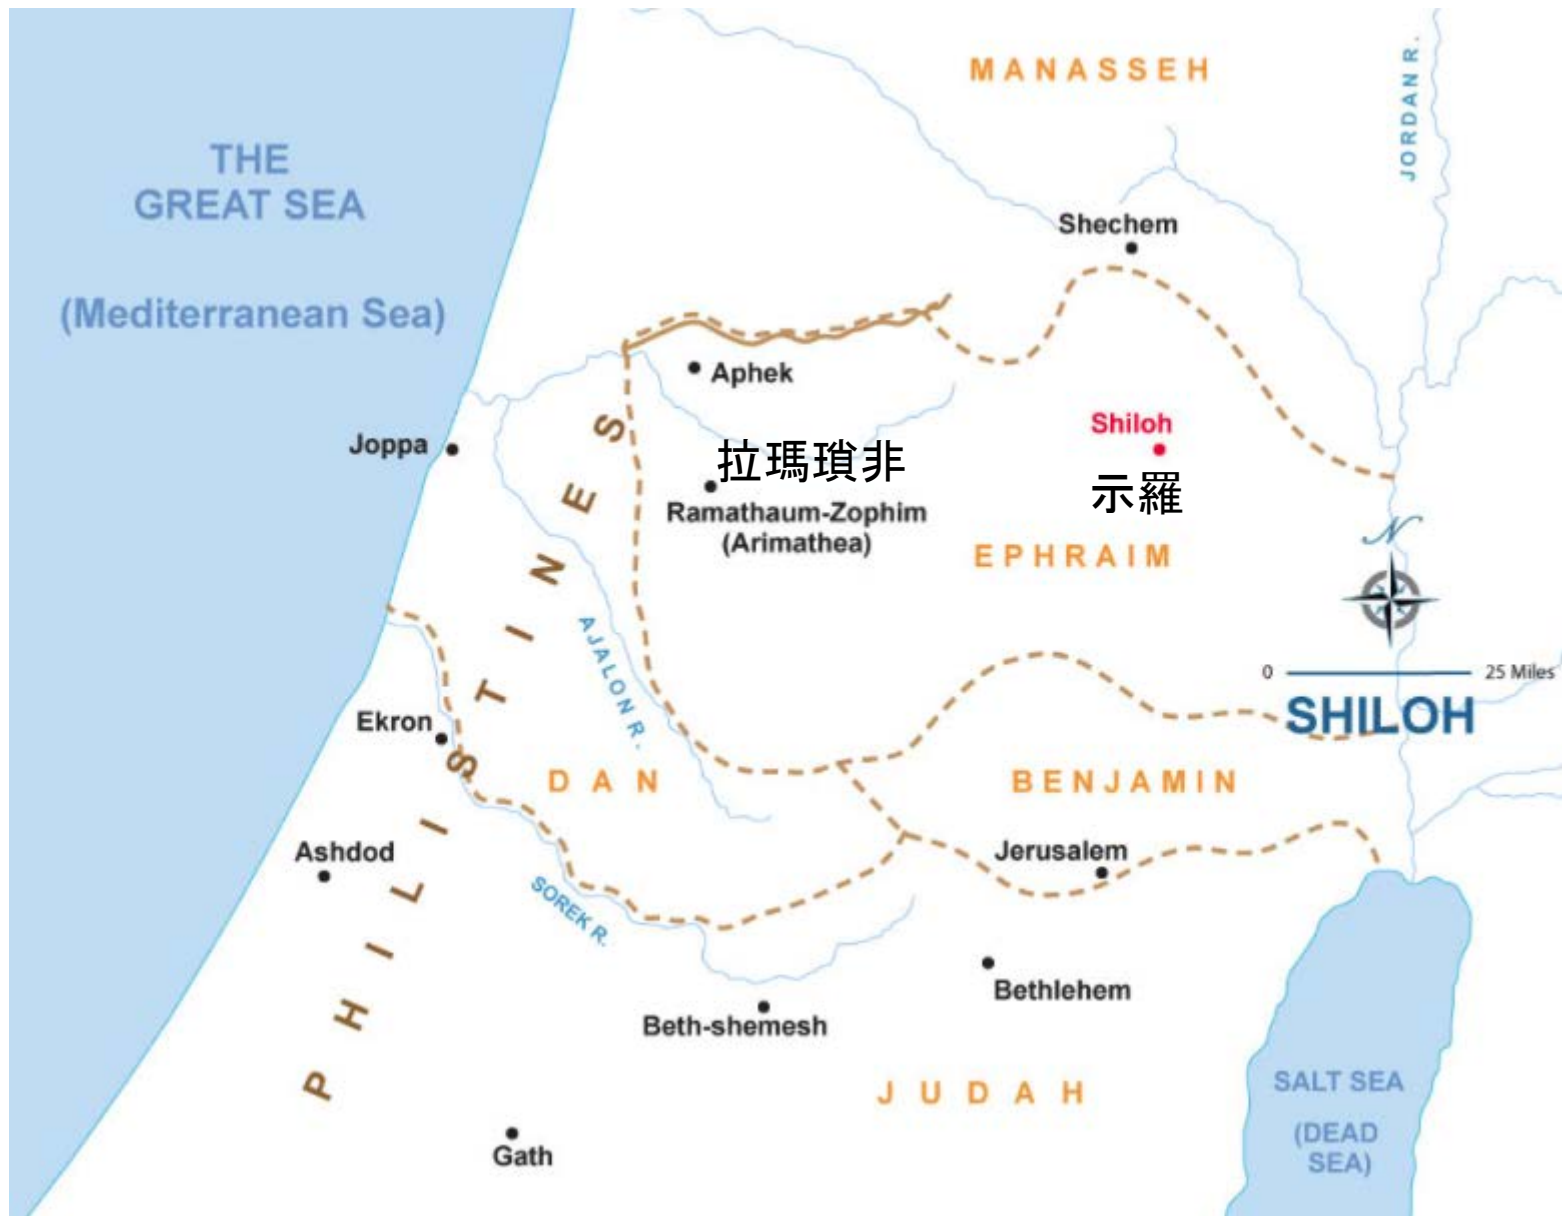 MANASSEH
JORDAN R.
THE
GREAT SEA
(Mediterranean Sea)
Shechem
Aphek
Shiloh
示羅
Joppa
拉瑪瑣非
Ramathaum-Zophim
(Arimathea)
EPHRAIM
N
PHILISTINES
AJALON R.
0
25 Miles
SHILOH
Ekron
DAN
BENJAMIN
Ashdod
Jerusalem
SOREK R.
Bethlehem
Beth-shemesh
JUDAH
SALT SEA
(DEAD
SEA)
Gath